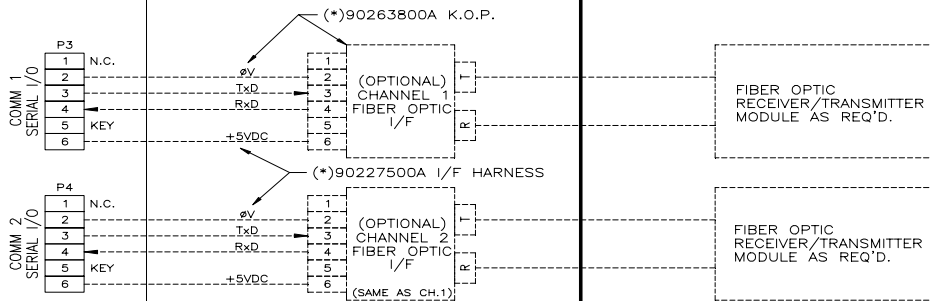 (*)90263800A K.O.P.
P3
COMM 1
SERIAL I/O
1 N.C.
2
3
4
5 KEY
6
øV
TxD
RxD
+5VDC
1
2
3
4
5
6
(OPTIONAL)
CHANNEL 1
FIBER OPTIC
I/F
T
R
FIBER OPTIC
RECEIVER/TRANSMITTER
MODULE AS REQ'D.
(*)90227500A I/F HARNESS
P4
COMM 2
SERIAL I/O
1 N.C.
2
3
4
5 KEY
6
øV
TxD
RxD
+5VDC
1
2
3
4
5
6
(OPTIONAL)
CHANNEL 2
FIBER OPTIC
I/F
(SAME AS CH.1)
T
R
FIBER OPTIC
RECEIVER/TRANSMITTER
MODULE AS REQ'D.